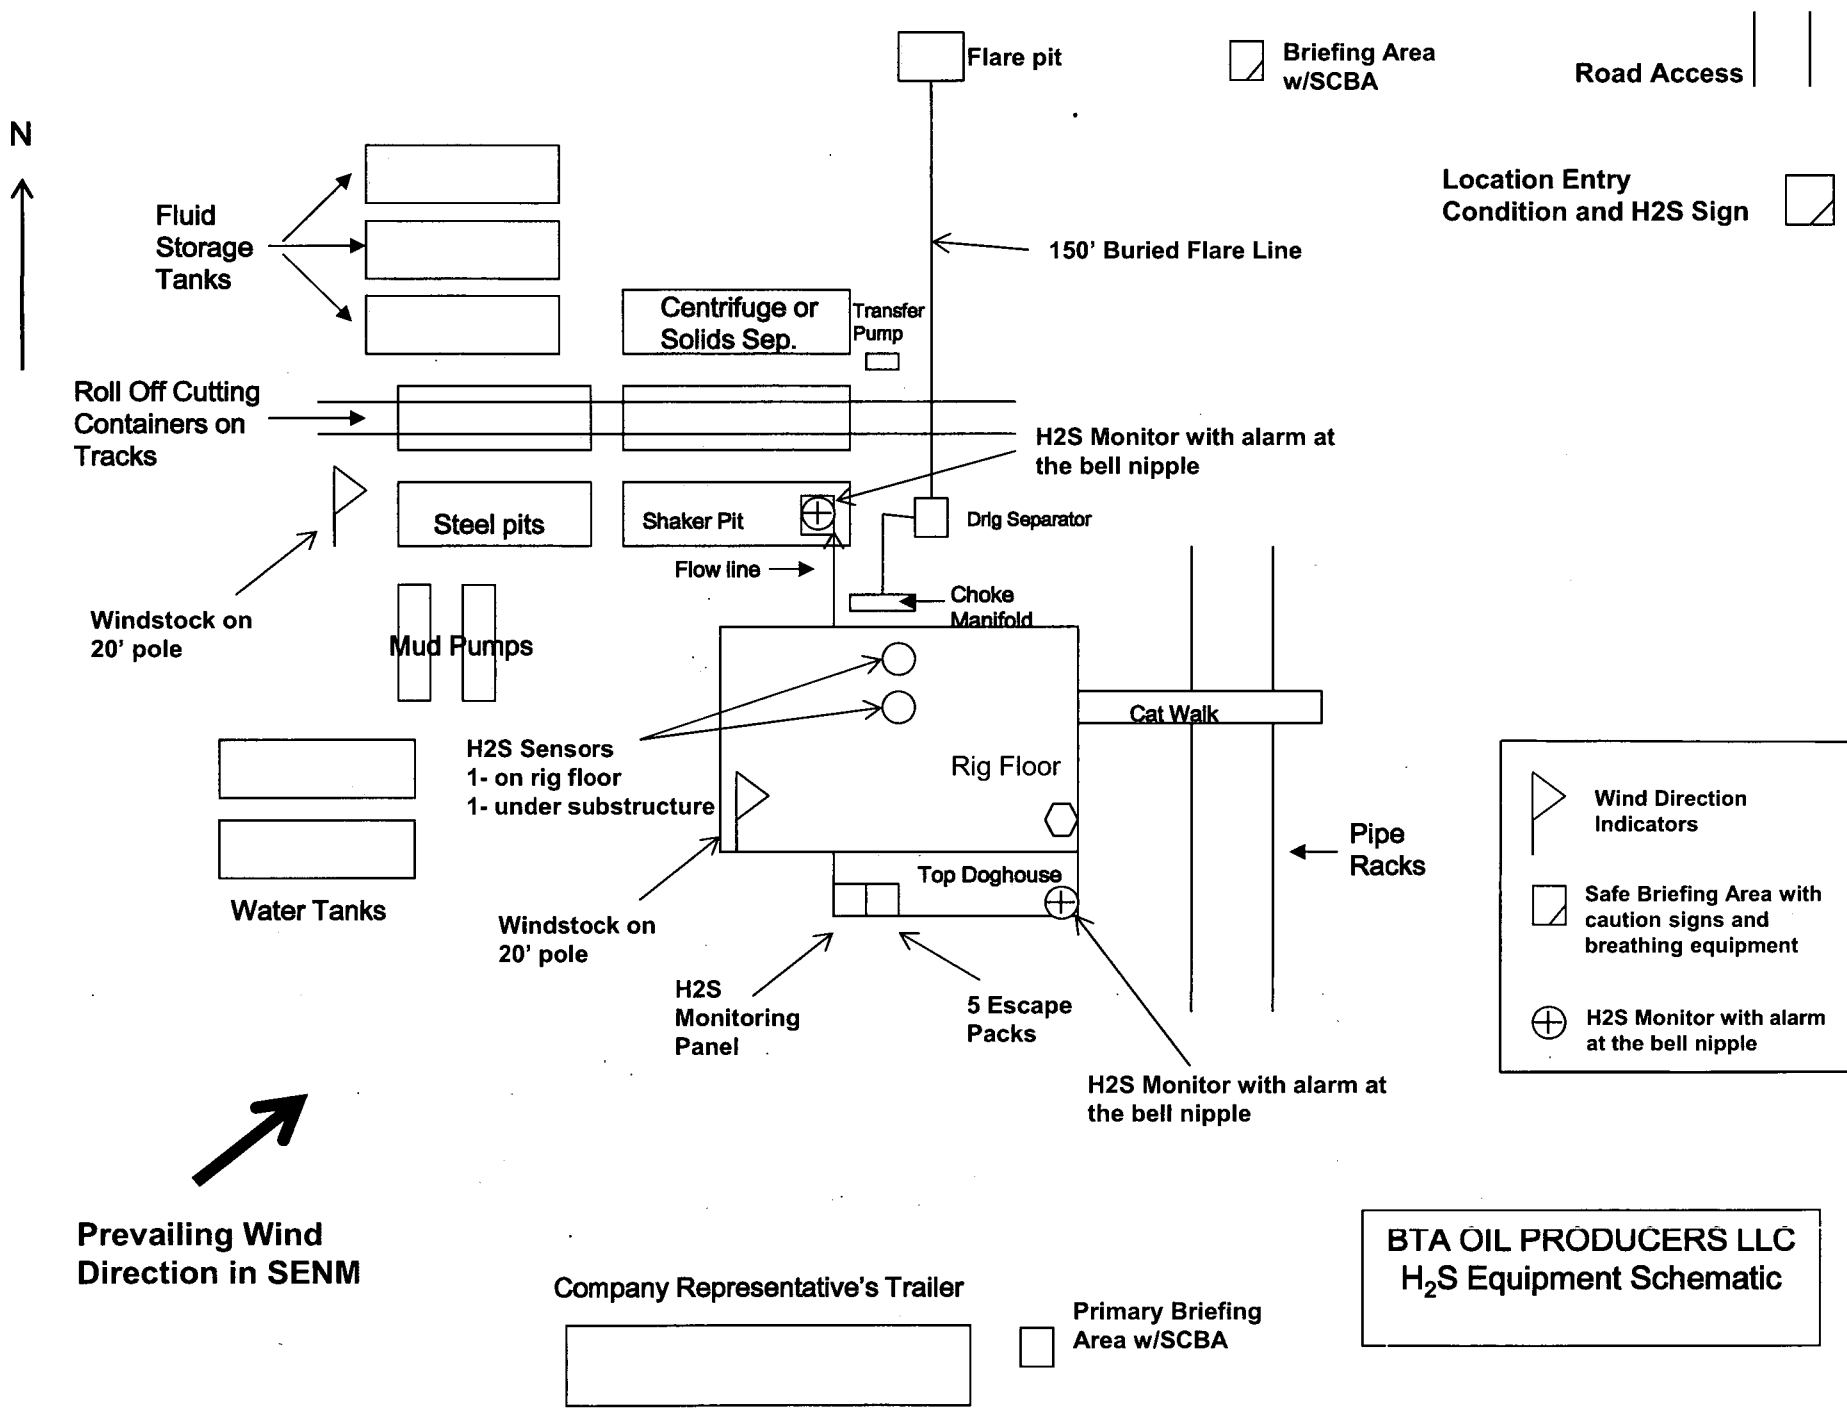 Flare pit
Briefing Area
w/SCBA
Road Access
N
Location Entry
Condition and H2S Sign
Fluid
Storage
Tanks
150' Buried Flare Line
Centrifuge or
Solids Sep.
Transfer
Pump
Roll Off Cutting
Containers on
Tracks
H2S Monitor with alarm at
the bell nipple
Steel pits
Shaker Pit
Drlg Separator
Flow line
Choke
Manifold
Windstock on
20' pole
Mud Pumps
Cat Walk
H2S Sensors
1- on rig floor
1- under substructure
Rig Floor
Wind Direction
Indicators
Pipe
Racks
Top Doghouse
Safe Briefing Area with
caution signs and
breathing equipment
Water Tanks
Windstock on
20' pole
H2S
Monitoring
Panel
5 Escape
Packs
H2S Monitor with alarm
at the bell nipple
H2S Monitor with alarm at
the bell nipple
Prevailing Wind
Direction in SENM
BTA OIL PRODUCERS LLC
H₂S Equipment Schematic
Company Representative's Trailer
Primary Briefing
Area w/SCBA